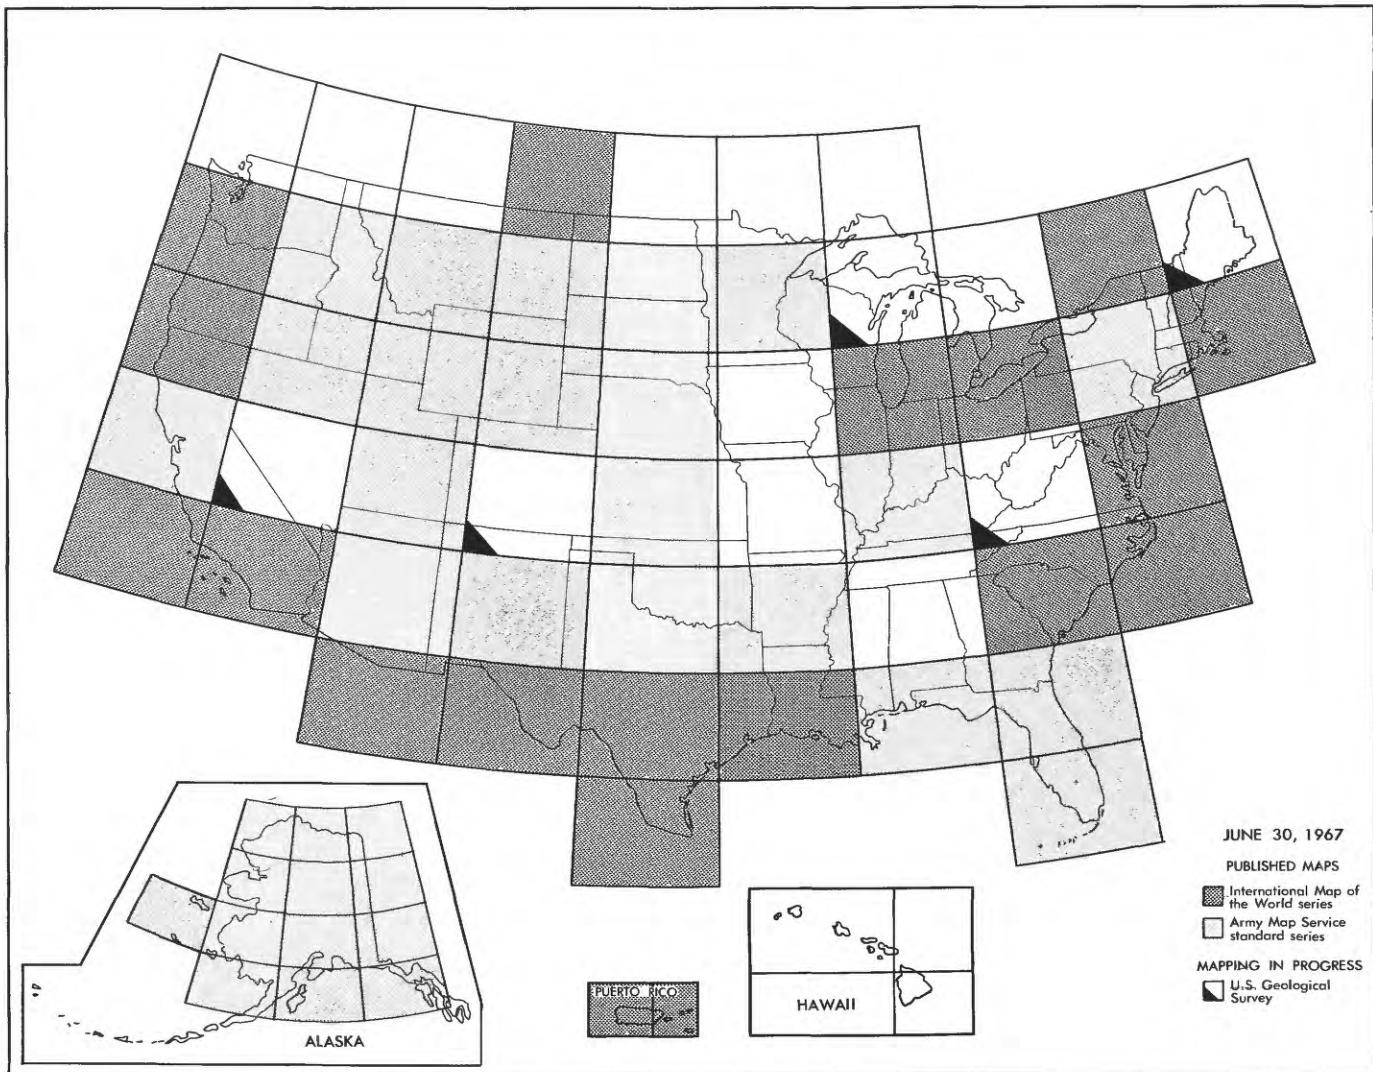 JUNE 30, 1967
PUBLISHED MAPS
International Map of
the World series
Army Map Service
standard series
MAPPING IN PROGRESS
U.S. Geological
Survey
PUERTO RICO
HAWAII
ALASKA